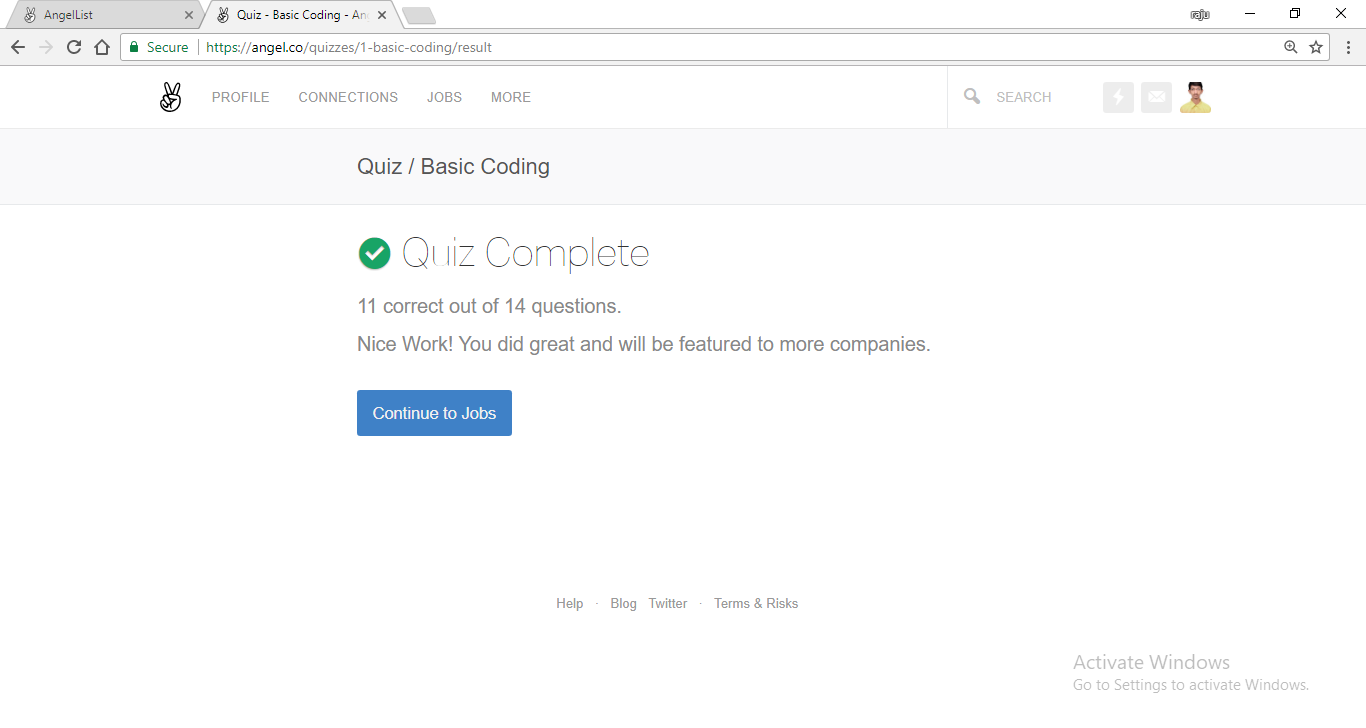 AngelList
Quiz - Basic Coding - An
raju
Secure
https://angel.co/quizzes/1-basic-coding/result
PROFILE CONNECTIONS JOBS MORE SEARCH
Quiz / Basic Coding
Quiz Complete
11 correct out of 14 questions.
Nice Work! You did great and will be featured to more companies.
Continue to Jobs
Help · Blog Twitter · Terms & Risks
Activate Windows
Go to Settings to activate Windows.